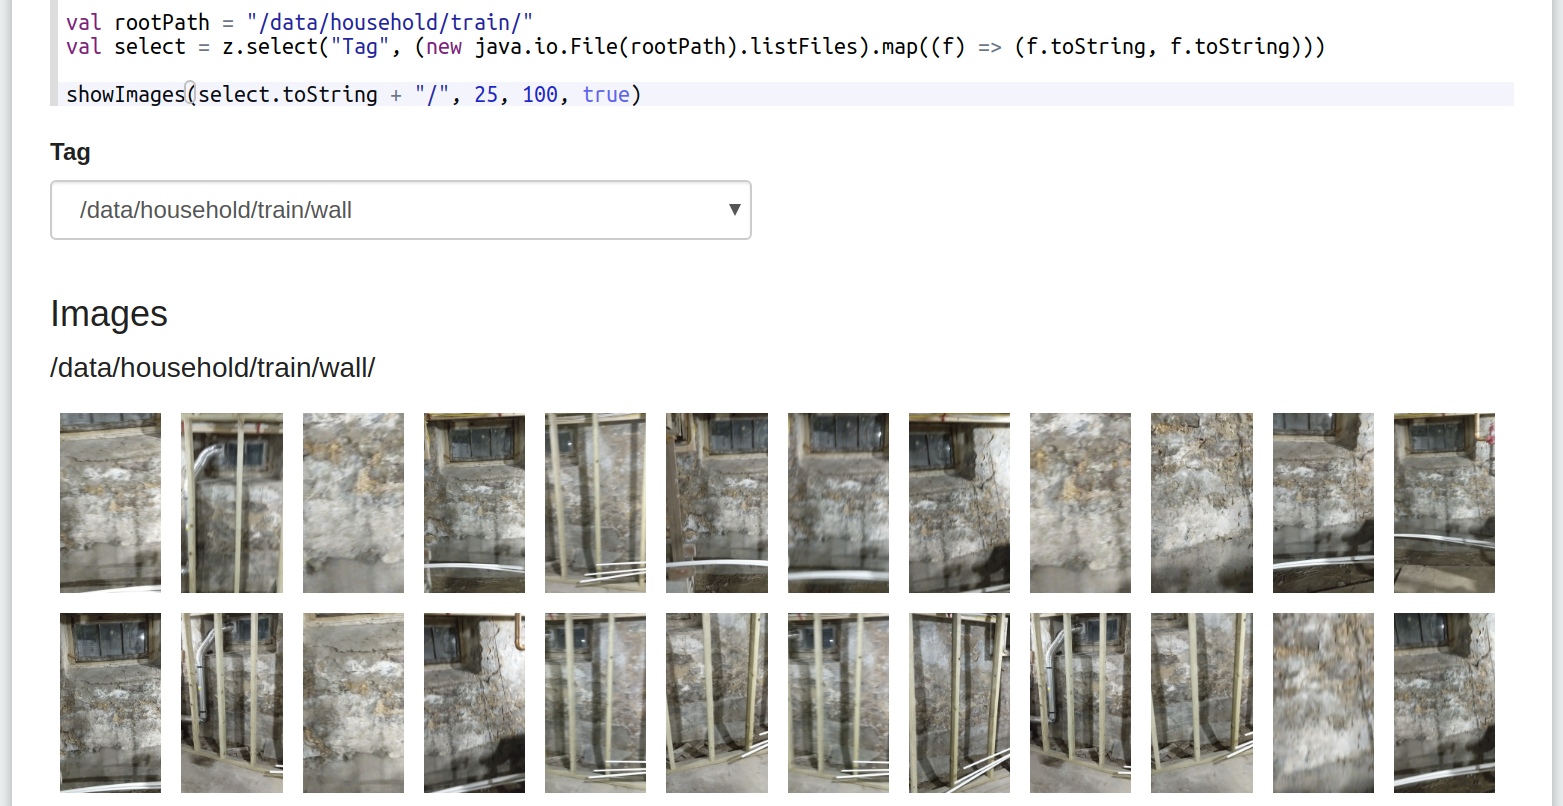 val rootPath = "/data/household/train/"
val select = z.select("Tag", (new java.io.File(rootPath).listFiles).map((f) => (f.toString, f.toString)))
showImages(select.toString + "/", 25, 100, true)
Tag
/data/household/train/wall
Images
/data/household/train/wall/